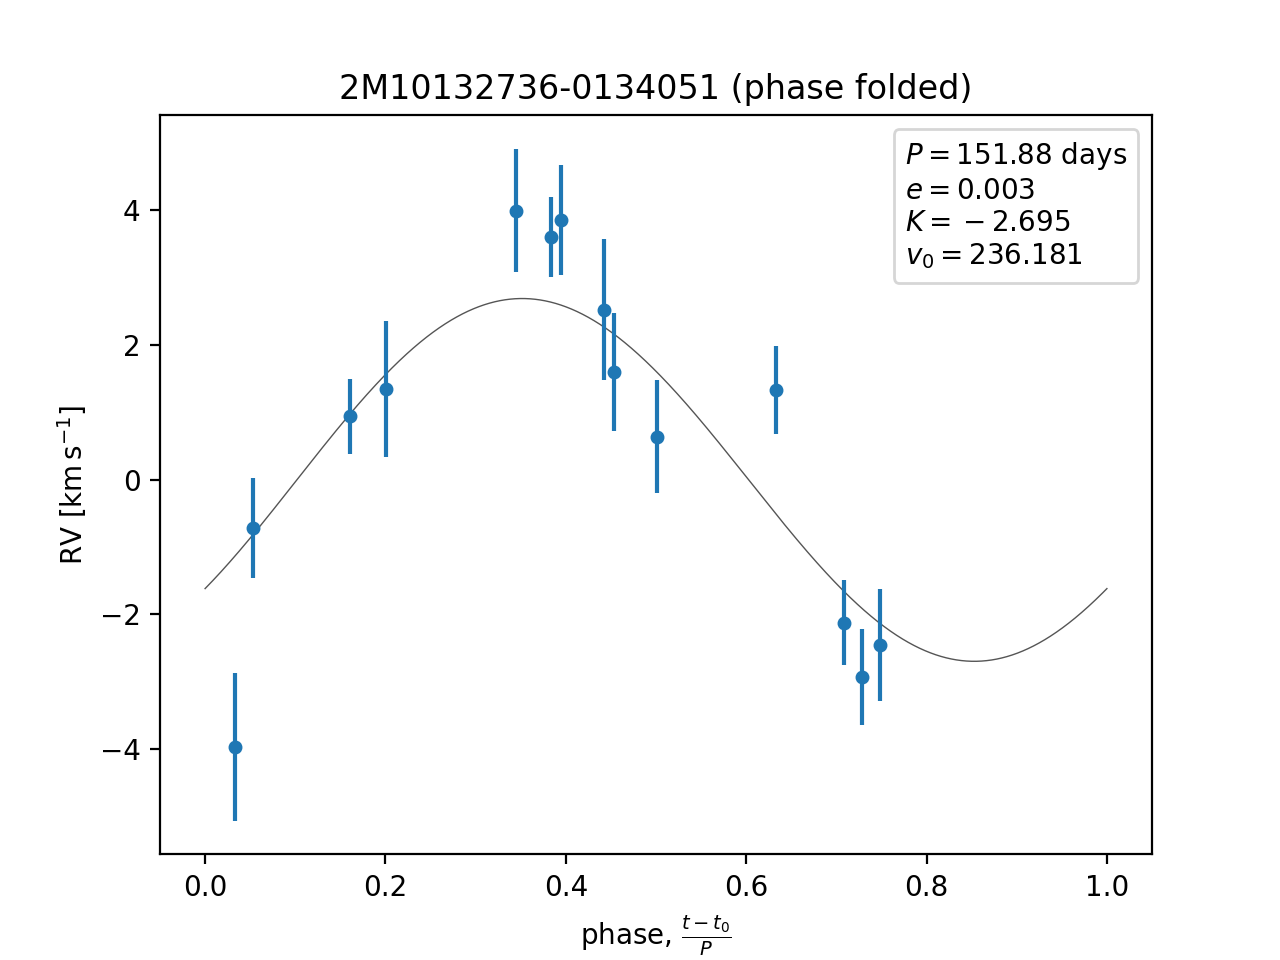 2M10132736-0134051 (phase folded)
P = 151.88 days
e = 0.003
K = −2.695
v₀ = 236.181
RV [km s⁻¹]
4
2
0
−2
−4
0.0 0.2 0.4 0.6 0.8 1.0
phase, (t − t₀)/P